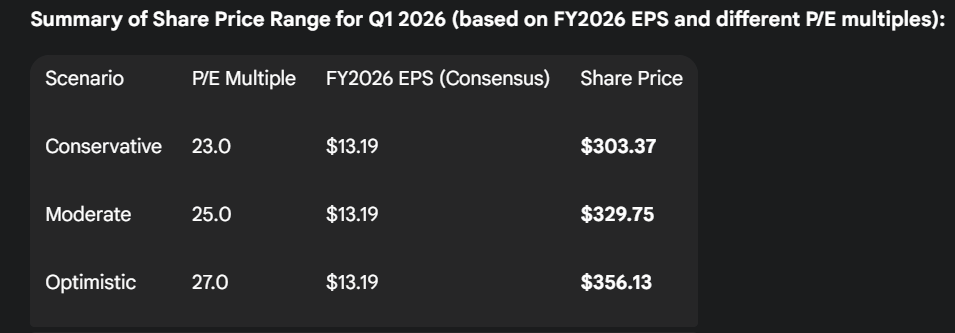 Summary of Share Price Range for Q1 2026 (based on FY2026 EPS and different P/E multiples):
Scenario P/E Multiple FY2026 EPS (Consensus) Share Price
Conservative 23.0 $13.19 $303.37
Moderate 25.0 $13.19 $329.75
Optimistic 27.0 $13.19 $356.13